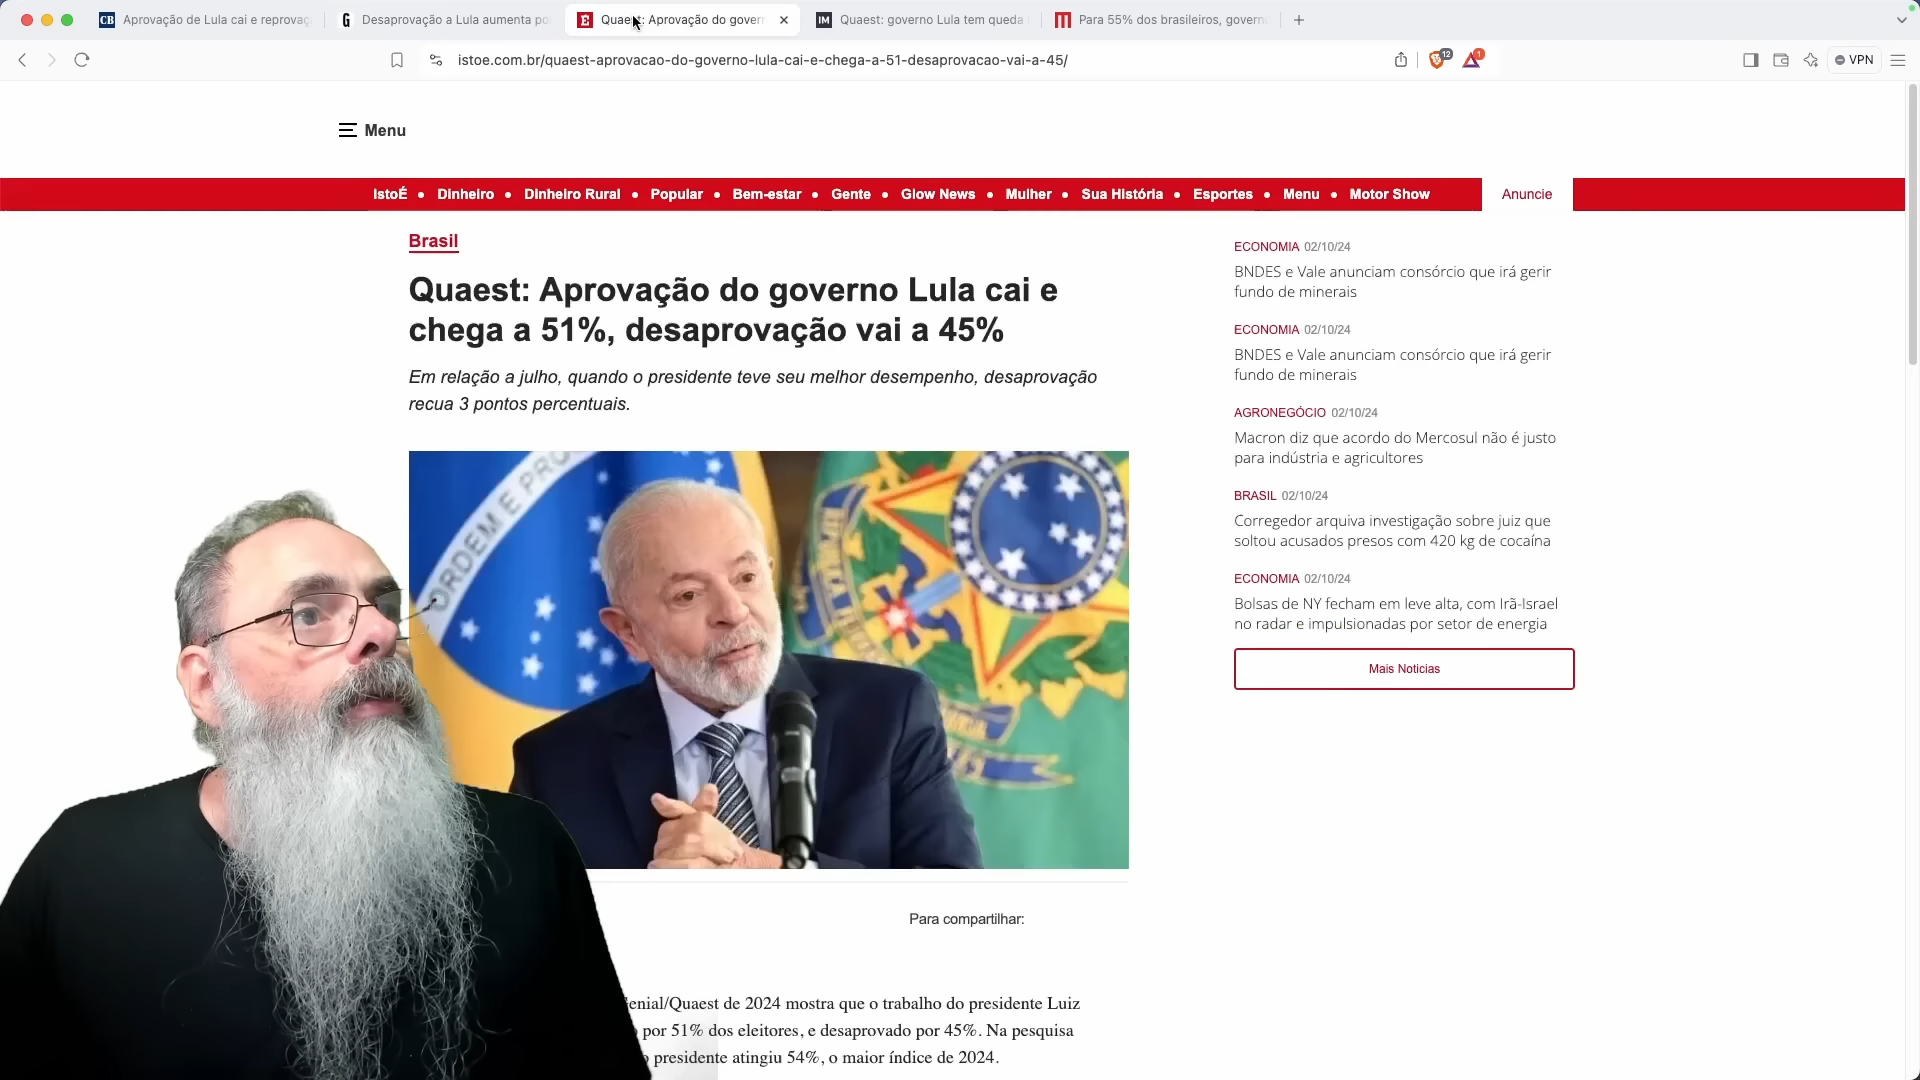 CB Aprovação de Lula cai e reprovaç
G Desaprovação a Lula aumenta po
E Quaest: Aprovação do govern
IM Quaest: governo Lula tem queda
Para 55% dos brasileiros, govern
istoe.com.br/quaest-aprovacao-do-governo-lula-cai-e-chega-a-51-desaprovacao-vai-a-45/
12
1
VPN
Menu
IstoÉ • Dinheiro • Dinheiro Rural • Popular • Bem-estar • Gente • Glow News • Mulher • Sua História • Esportes • Menu • Motor Show
Anuncie
Brasil
Quaest: Aprovação do governo Lula cai e
chega a 51%, desaprovação vai a 45%
Em relação a julho, quando o presidente teve seu melhor desempenho, desaprovação
recua 3 pontos percentuais.
ORDEM E PRO
Para compartilhar:
enial/Quaest de 2024 mostra que o trabalho do presidente Luiz
por 51% dos eleitores, e desaprovado por 45%. Na pesquisa
o presidente atingiu 54%, o maior índice de 2024.
ECONOMIA 02/10/24
BNDES e Vale anunciam consórcio que irá gerir
fundo de minerais
ECONOMIA 02/10/24
BNDES e Vale anunciam consórcio que irá gerir
fundo de minerais
AGRONEGÓCIO 02/10/24
Macron diz que acordo do Mercosul não é justo
para indústria e agricultores
BRASIL 02/10/24
Corregedor arquiva investigação sobre juiz que
soltou acusados presos com 420 kg de cocaína
ECONOMIA 02/10/24
Bolsas de NY fecham em leve alta, com Irã-Israel
no radar e impulsionadas por setor de energia
Mais Noticias